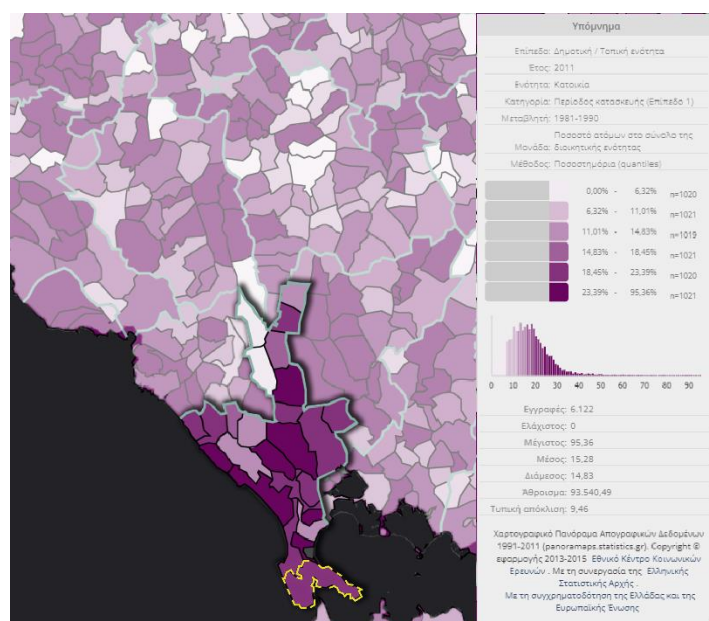 Υπόμνημα
Επίπεδο: Δημοτική / Τοπική ενότητα
Έτος: 2011
Ενότητα: Κατοικία
Κατηγορία: Περίοδος κατασκευής (Επίπεδο 1)
Μεταβλητή: 1981-1990
Ποσοστό ατόμων στο σύνολο της
Μονάδα: διοικητικής ενότητας
Μέθοδος: Ποσοστημόρια (quantiles)
0,00% - 6,32% n=1020
6,32% - 11,01% n=1021
11,01% - 14,83% n=1019
14,83% - 18,45% n=1021
18,45% - 23,39% n=1020
23,39% - 95,36% n=1021
0 10 20 30 40 50 60 70 80 90
Εγγραφές: 6.122
Ελάχιστος: 0
Μέγιστος: 95,36
Μέσος: 15,28
Διάμεσος: 14,83
Άθροισμα: 93.540,49
Τυπική απόκλιση: 9,46
Χαρτογραφικό Πανόραμα Απογραφικών Δεδομένων
1991-2011 (panoramaps.statistics.gr). Copyright ©
εφαρμογής 2013-2015 Εθνικό Κέντρο Κοινωνικών
Ερευνών . Με τη συνεργασία της Ελληνικής
Στατιστικής Αρχής .
Με τη συγχρηματοδότηση της Ελλάδας και της
Ευρωπαϊκής Ένωσης